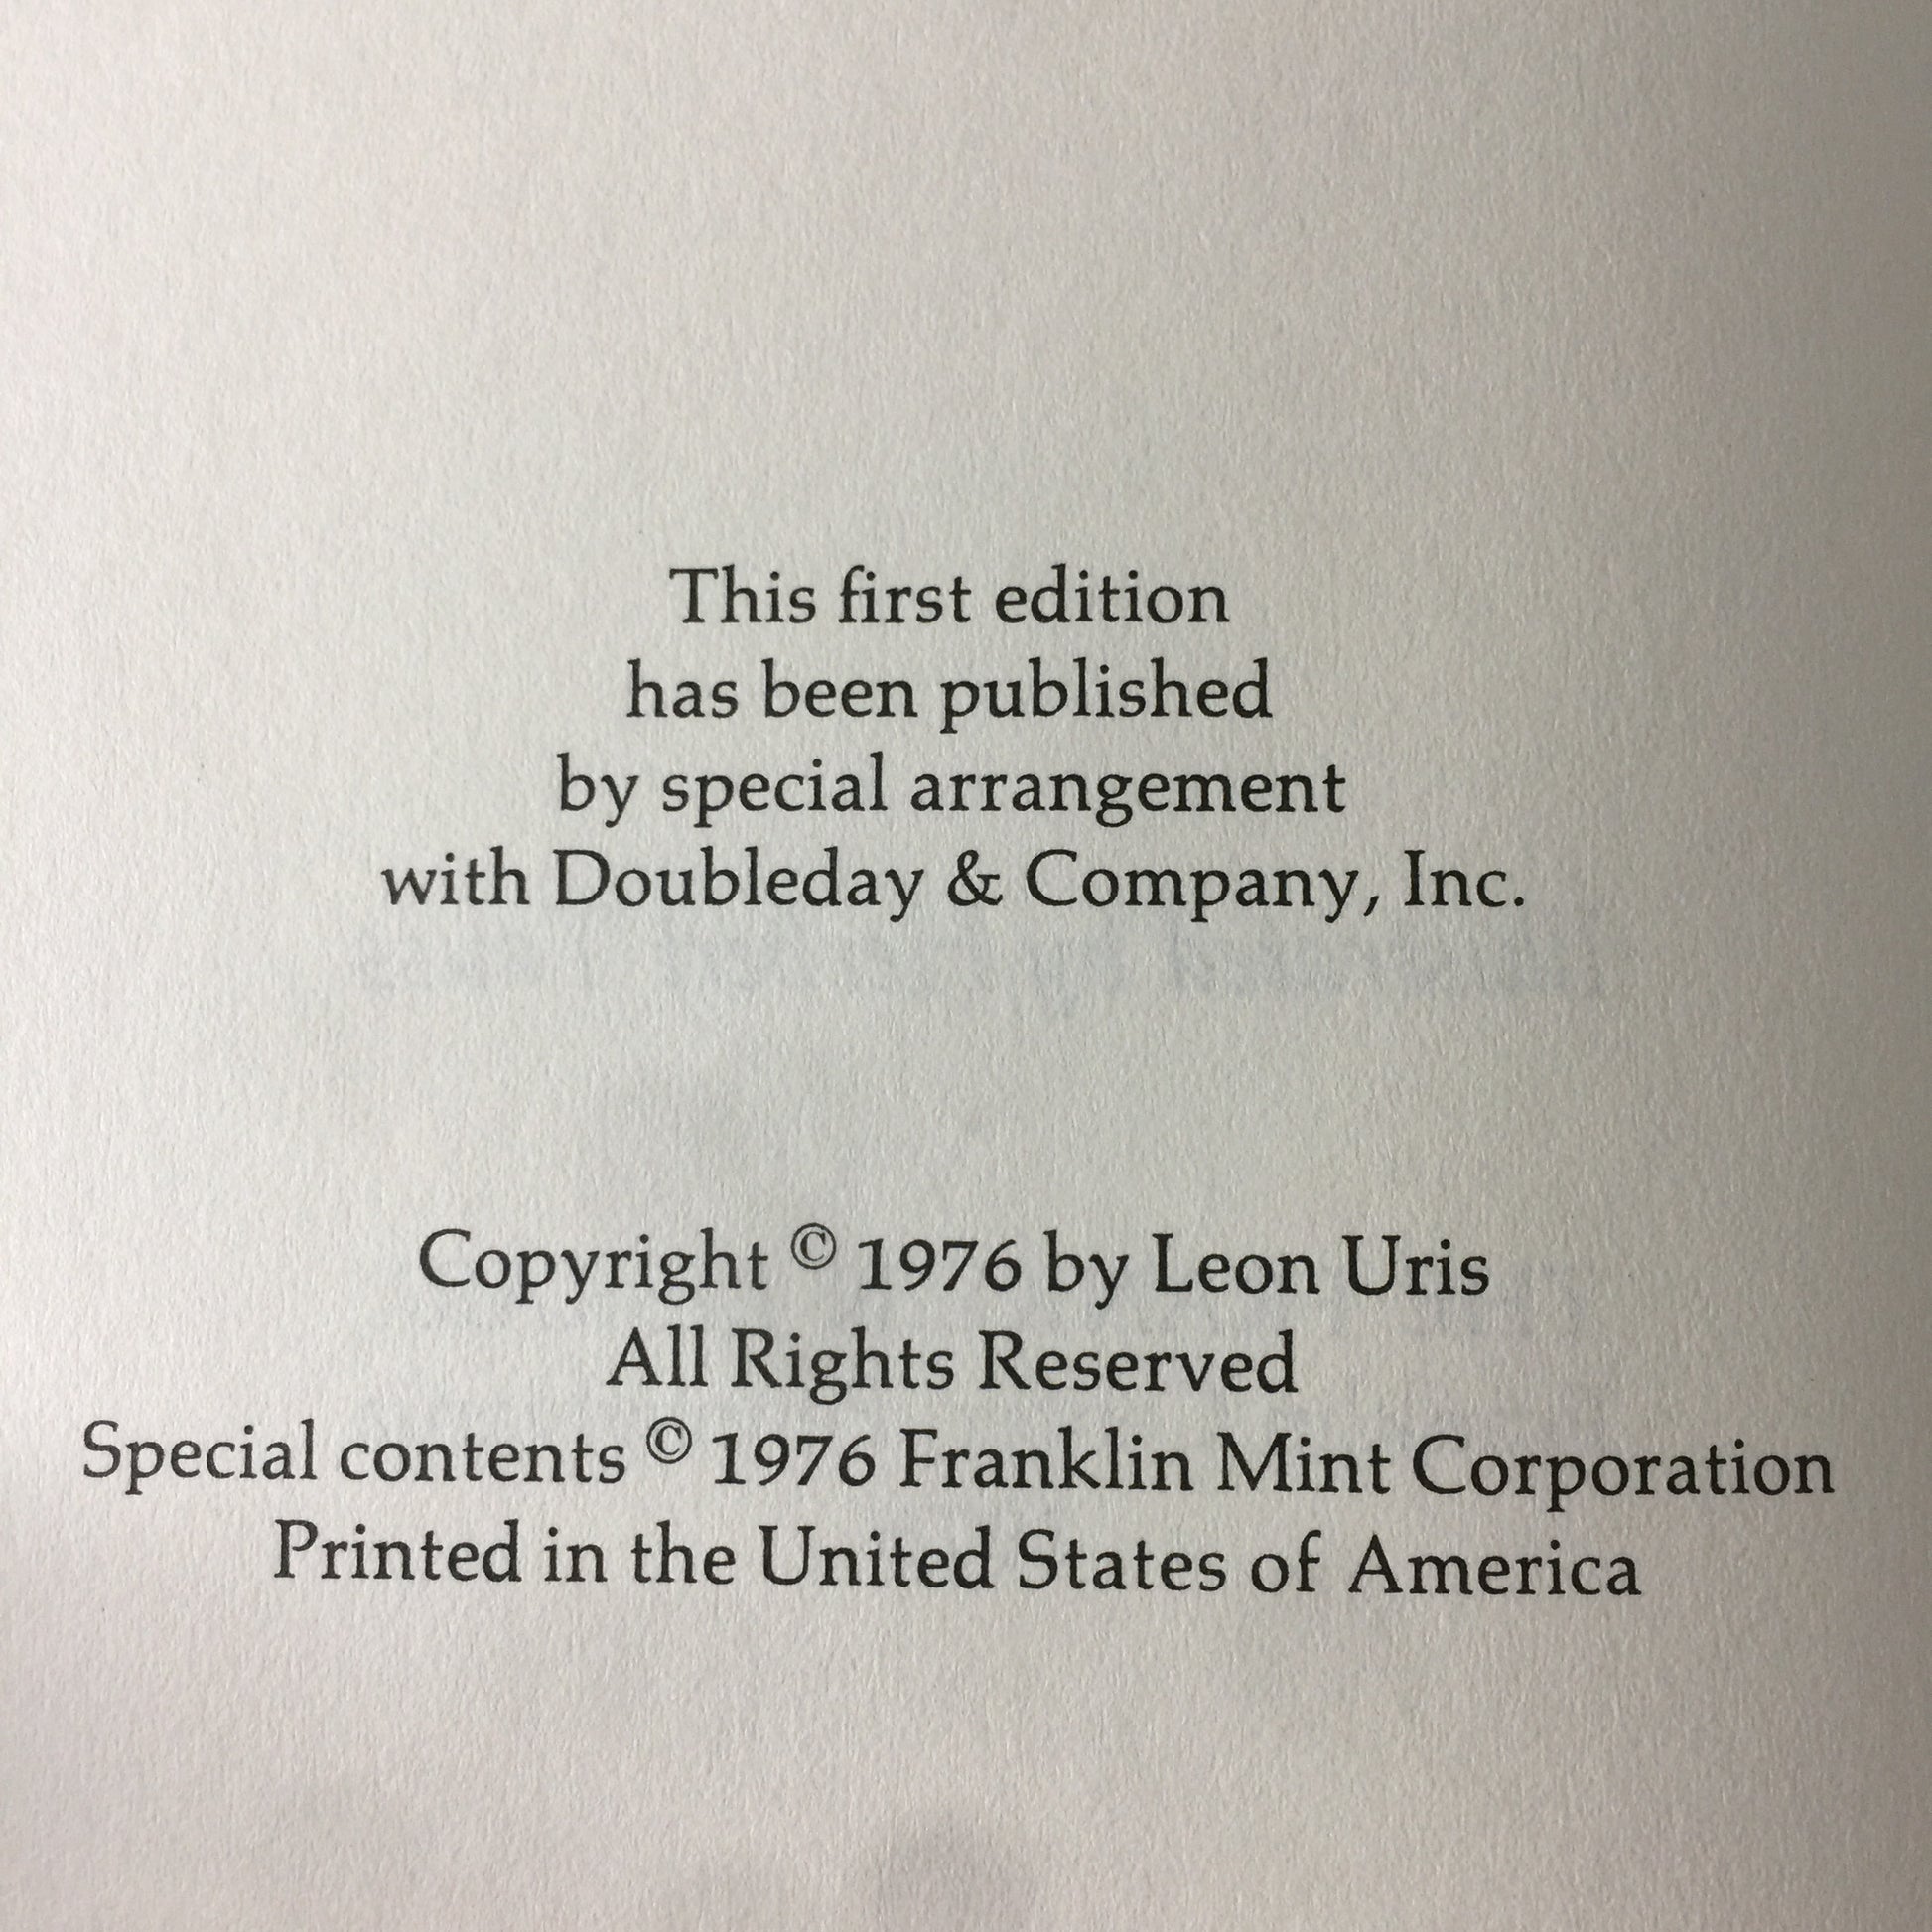 This first edition
has been published
by special arrangement
with Doubleday & Company, Inc.
Copyright © 1976 by Leon Uris
All Rights Reserved
Special contents © 1976 Franklin Mint Corporation
Printed in the United States of America